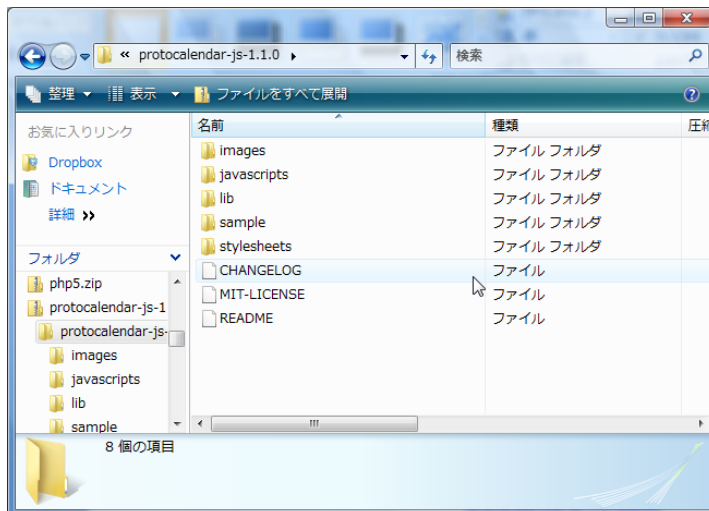 « protocalendar-js-1.1.0
検索
整理 表示 ファイルをすべて展開
お気に入りリンク
Dropbox
ドキュメント
詳細 »
フォルダ
php5.zip
protocalendar-js-1
protocalendar-js-
images
javascripts
lib
sample
名前 種類 圧縮
images ファイル フォルダ
javascripts ファイル フォルダ
lib ファイル フォルダ
sample ファイル フォルダ
stylesheets ファイル フォルダ
CHANGELOG ファイル
MIT-LICENSE ファイル
README ファイル
8 個の項目